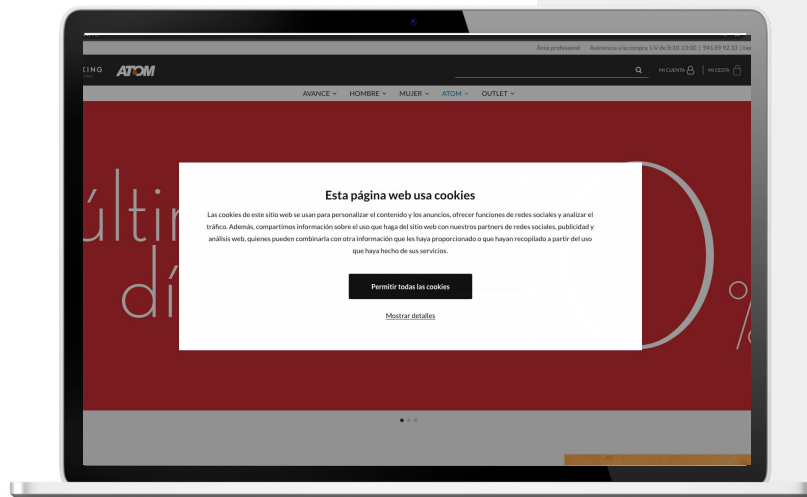 Área profesional | Asistencia a la compra L-V de 8:30-13:00 | 941 89 92 33 |
KING ATOM MI CUENTA | MI CESTA
AVANCE HOMBRE MUJER ATOM OUTLET
últi
dí
%
Esta página web usa cookies
Las cookies de este sitio web se usan para personalizar el contenido y los anuncios, ofrecer funciones de redes sociales y analizar el
tráfico. Además, compartimos información sobre el uso que haga del sitio web con nuestros partners de redes sociales, publicidad y
análisis web, quienes pueden combinarla con otra información que les haya proporcionado o que hayan recopilado a partir del uso
que haya hecho de sus servicios.
Permitir todas las cookies
Mostrar detalles